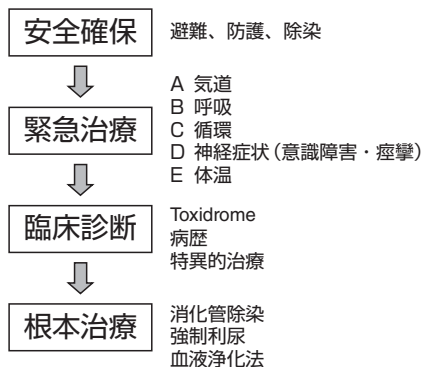 安全確保
避難、防護、除染
緊急治療
A 気道
B 呼吸
C 循環
D 神経症状（意識障害・痙攣）
E 体温
臨床診断
Toxidrome
病歴
特異的治療
根本治療
消化管除染
強制利尿
血液浄化法